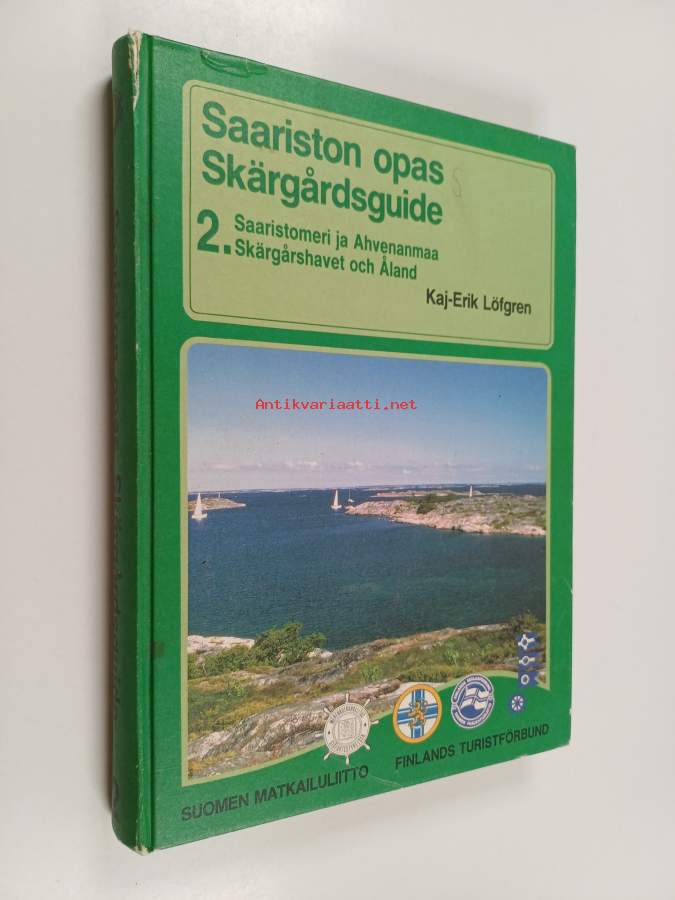 Saariston opas
Skärgårdsguide
2. Saaristomeri ja Ahvenanmaa
Skärgårshavet och Åland
Kaj-Erik Löfgren
Antikvariaatti.net
SUOMEN MATKAILULIITTO
FINLANDS TURISTFÖRBUND